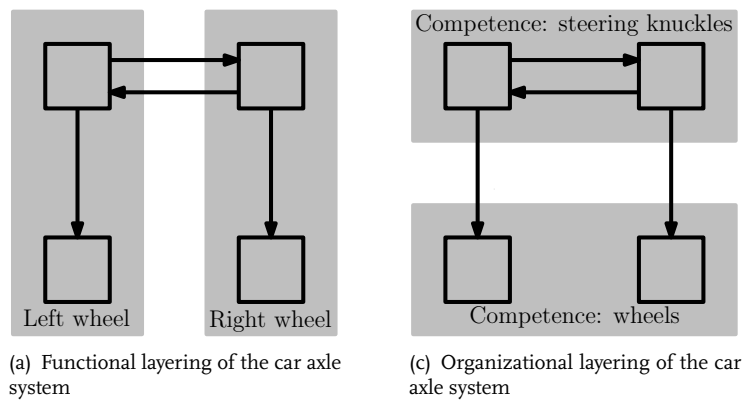 Competence: steering knuckles
Left wheel
Right wheel
Competence: wheels
(a) Functional layering of the car axle
system
(c) Organizational layering of the car
axle system